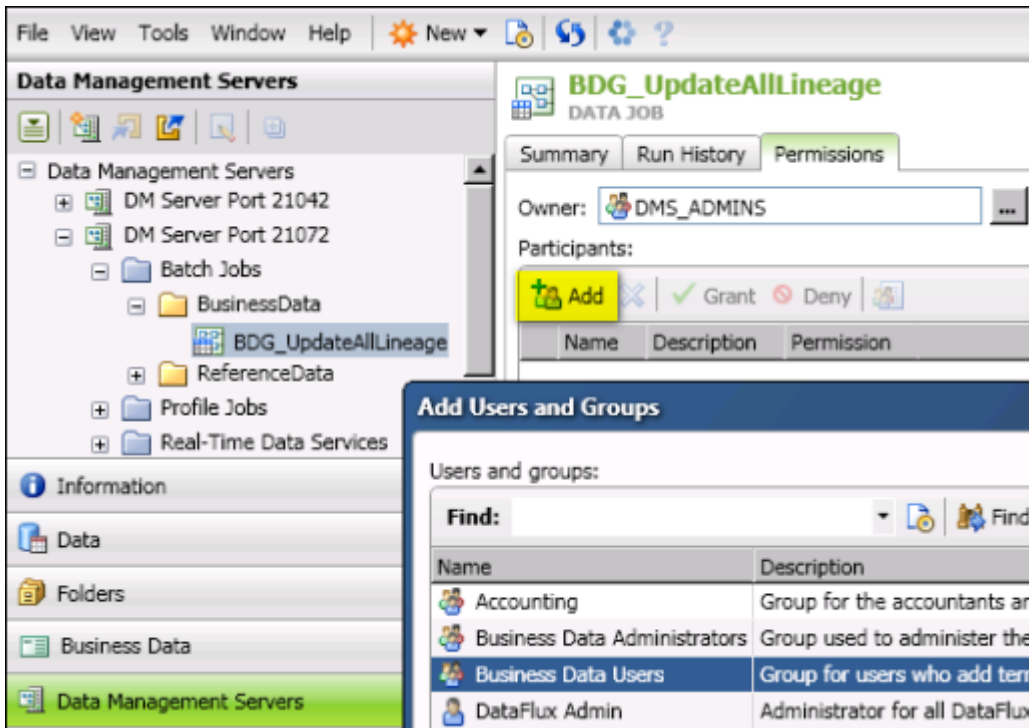 File View Tools Window Help New
Data Management Servers
Data Management Servers
DM Server Port 21042
DM Server Port 21072
Batch Jobs
BusinessData
BDG_UpdateAllLineage
ReferenceData
Profile Jobs
Real-Time Data Services
Information
Data
Folders
Business Data
Data Management Servers
BDG_UpdateAllLineage
DATA JOB
Summary Run History Permissions
Owner: DMS_ADMINS ...
Participants:
Add Grant Deny
Name Description Permission
Add Users and Groups
Users and groups:
Find: Find
Name Description
Accounting Group for the accountants
Business Data Administrators Group used to administer the
Business Data Users Group for users who add
DataFlux Admin Administrator for all